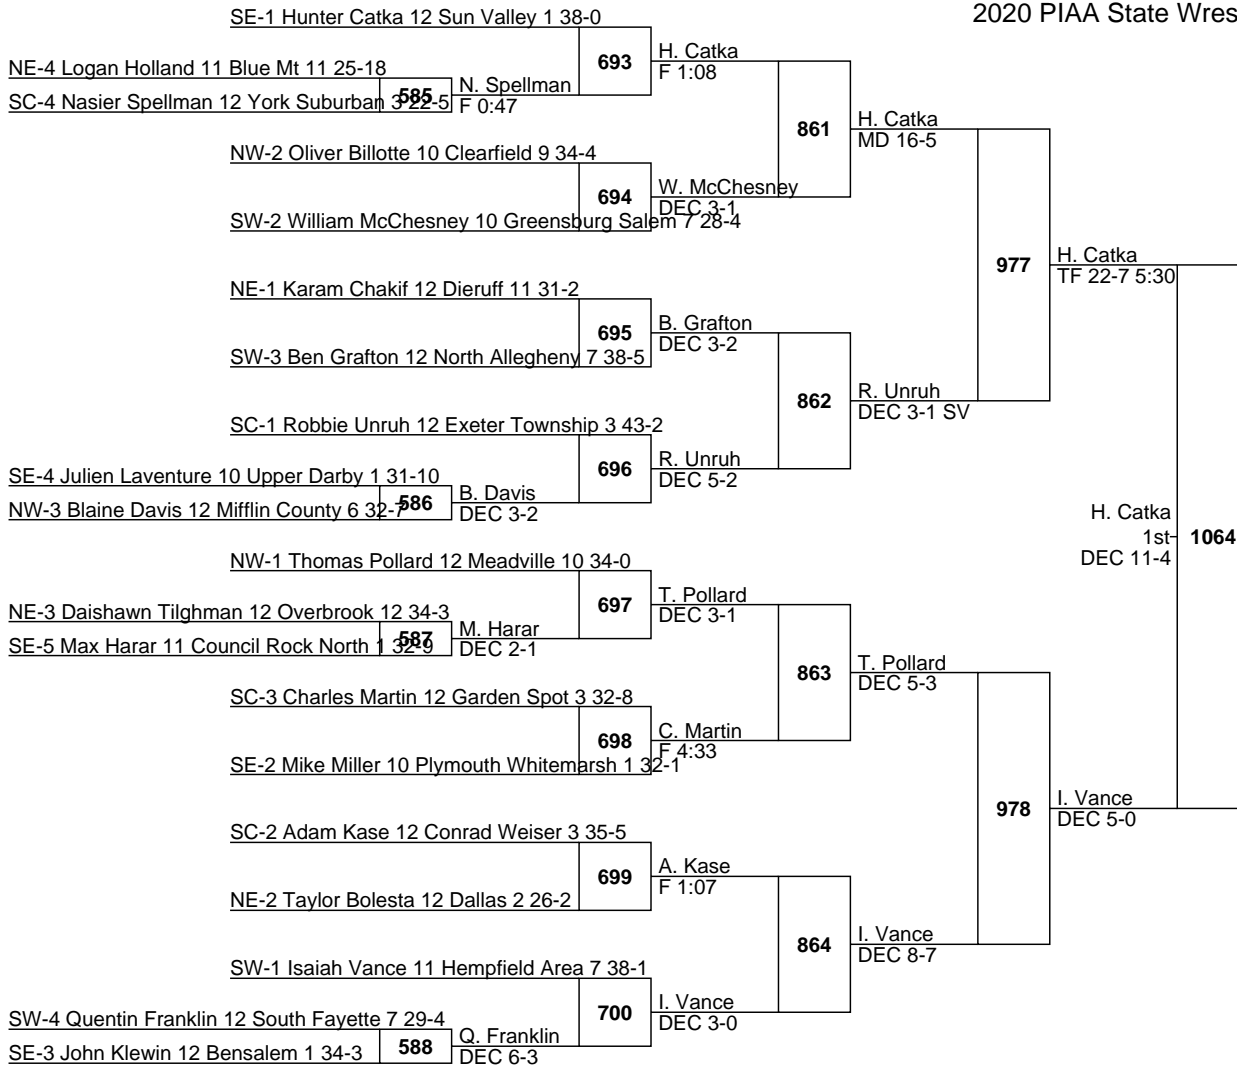 2020 PIAA State Wres
SE-1 Hunter Catka 12 Sun Valley 1 38-0
693
H. Catka
F 1:08
NE-4 Logan Holland 11 Blue Mt 11 25-18
585
N. Spellman
F 0:47
SC-4 Nasier Spellman 12 York Suburban 3 22-5
861
H. Catka
MD 16-5
NW-2 Oliver Billotte 10 Clearfield 9 34-4
694
W. McChesney
DEC 3-1
SW-2 William McChesney 10 Greensburg Salem 7 28-4
977
H. Catka
TF 22-7 5:30
NE-1 Karam Chakif 12 Dieruff 11 31-2
695
B. Grafton
DEC 3-2
SW-3 Ben Grafton 12 North Allegheny 7 38-5
862
R. Unruh
DEC 3-1 SV
SC-1 Robbie Unruh 12 Exeter Township 3 43-2
696
R. Unruh
DEC 5-2
SE-4 Julien Laventure 10 Upper Darby 1 31-10
586
B. Davis
DEC 3-2
NW-3 Blaine Davis 12 Mifflin County 6 32-7
H. Catka
1st
DEC 11-4
1064
NW-1 Thomas Pollard 12 Meadville 10 34-0
697
T. Pollard
DEC 3-1
NE-3 Daishawn Tilghman 12 Overbrook 12 34-3
587
M. Harar
DEC 2-1
SE-5 Max Harar 11 Council Rock North 1 32-9
863
T. Pollard
DEC 5-3
SC-3 Charles Martin 12 Garden Spot 3 32-8
698
C. Martin
F 4:33
SE-2 Mike Miller 10 Plymouth Whitemarsh 1 32-1
978
I. Vance
DEC 5-0
SC-2 Adam Kase 12 Conrad Weiser 3 35-5
699
A. Kase
F 1:07
NE-2 Taylor Bolesta 12 Dallas 2 26-2
864
I. Vance
DEC 8-7
SW-1 Isaiah Vance 11 Hempfield Area 7 38-1
700
I. Vance
DEC 3-0
SW-4 Quentin Franklin 12 South Fayette 7 29-4
588
Q. Franklin
DEC 6-3
SE-3 John Klewin 12 Bensalem 1 34-3